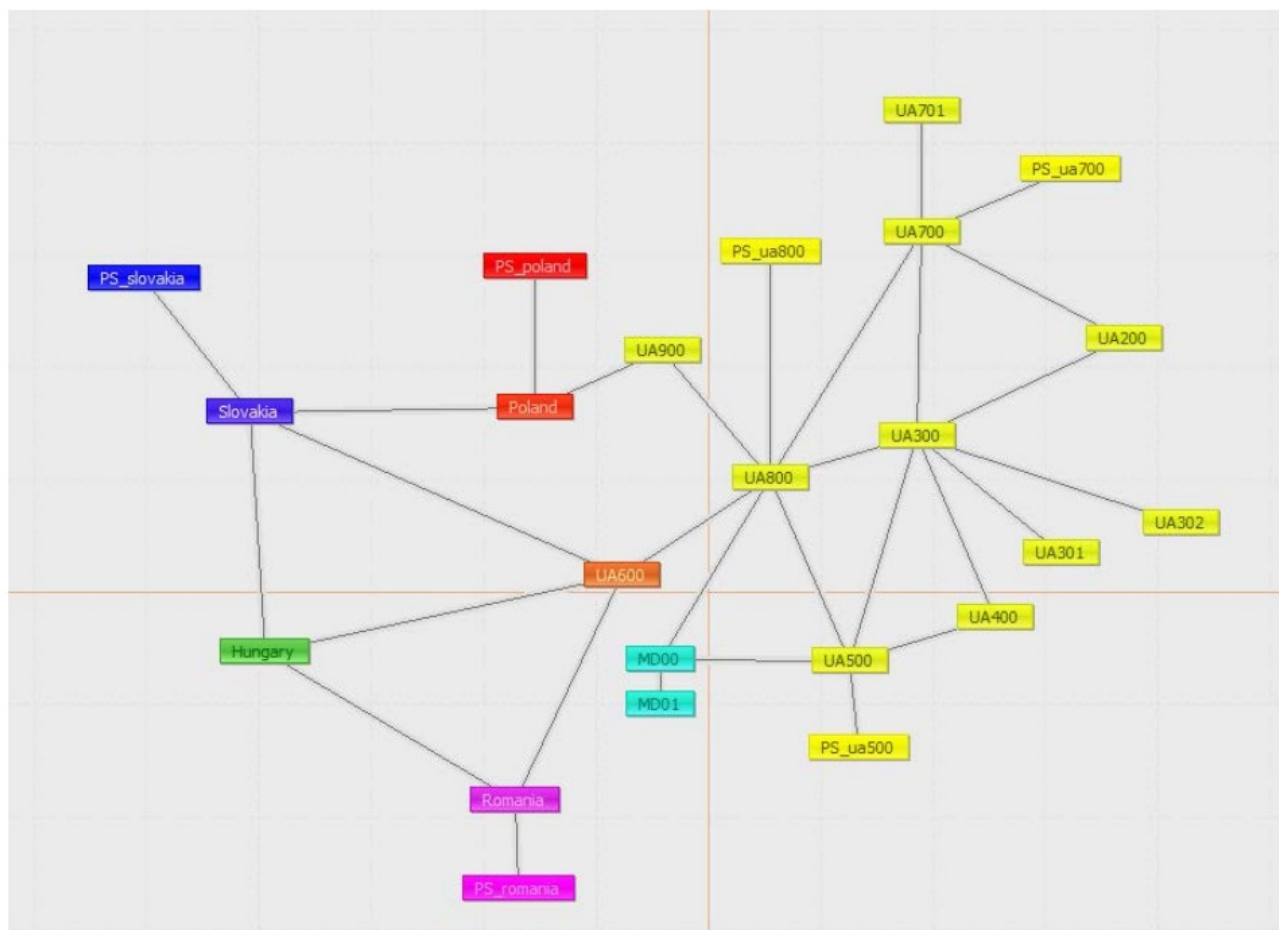 UA701
PS_ua700
UA700
PS_ua800
PS_poland
PS_slovakia
UA200
UA900
Poland
Slovakia
UA300
UA800
UA302
UA301
UA600
UA400
Hungary
MD00
UA500
MD01
PS_ua500
Romania
PS_romania